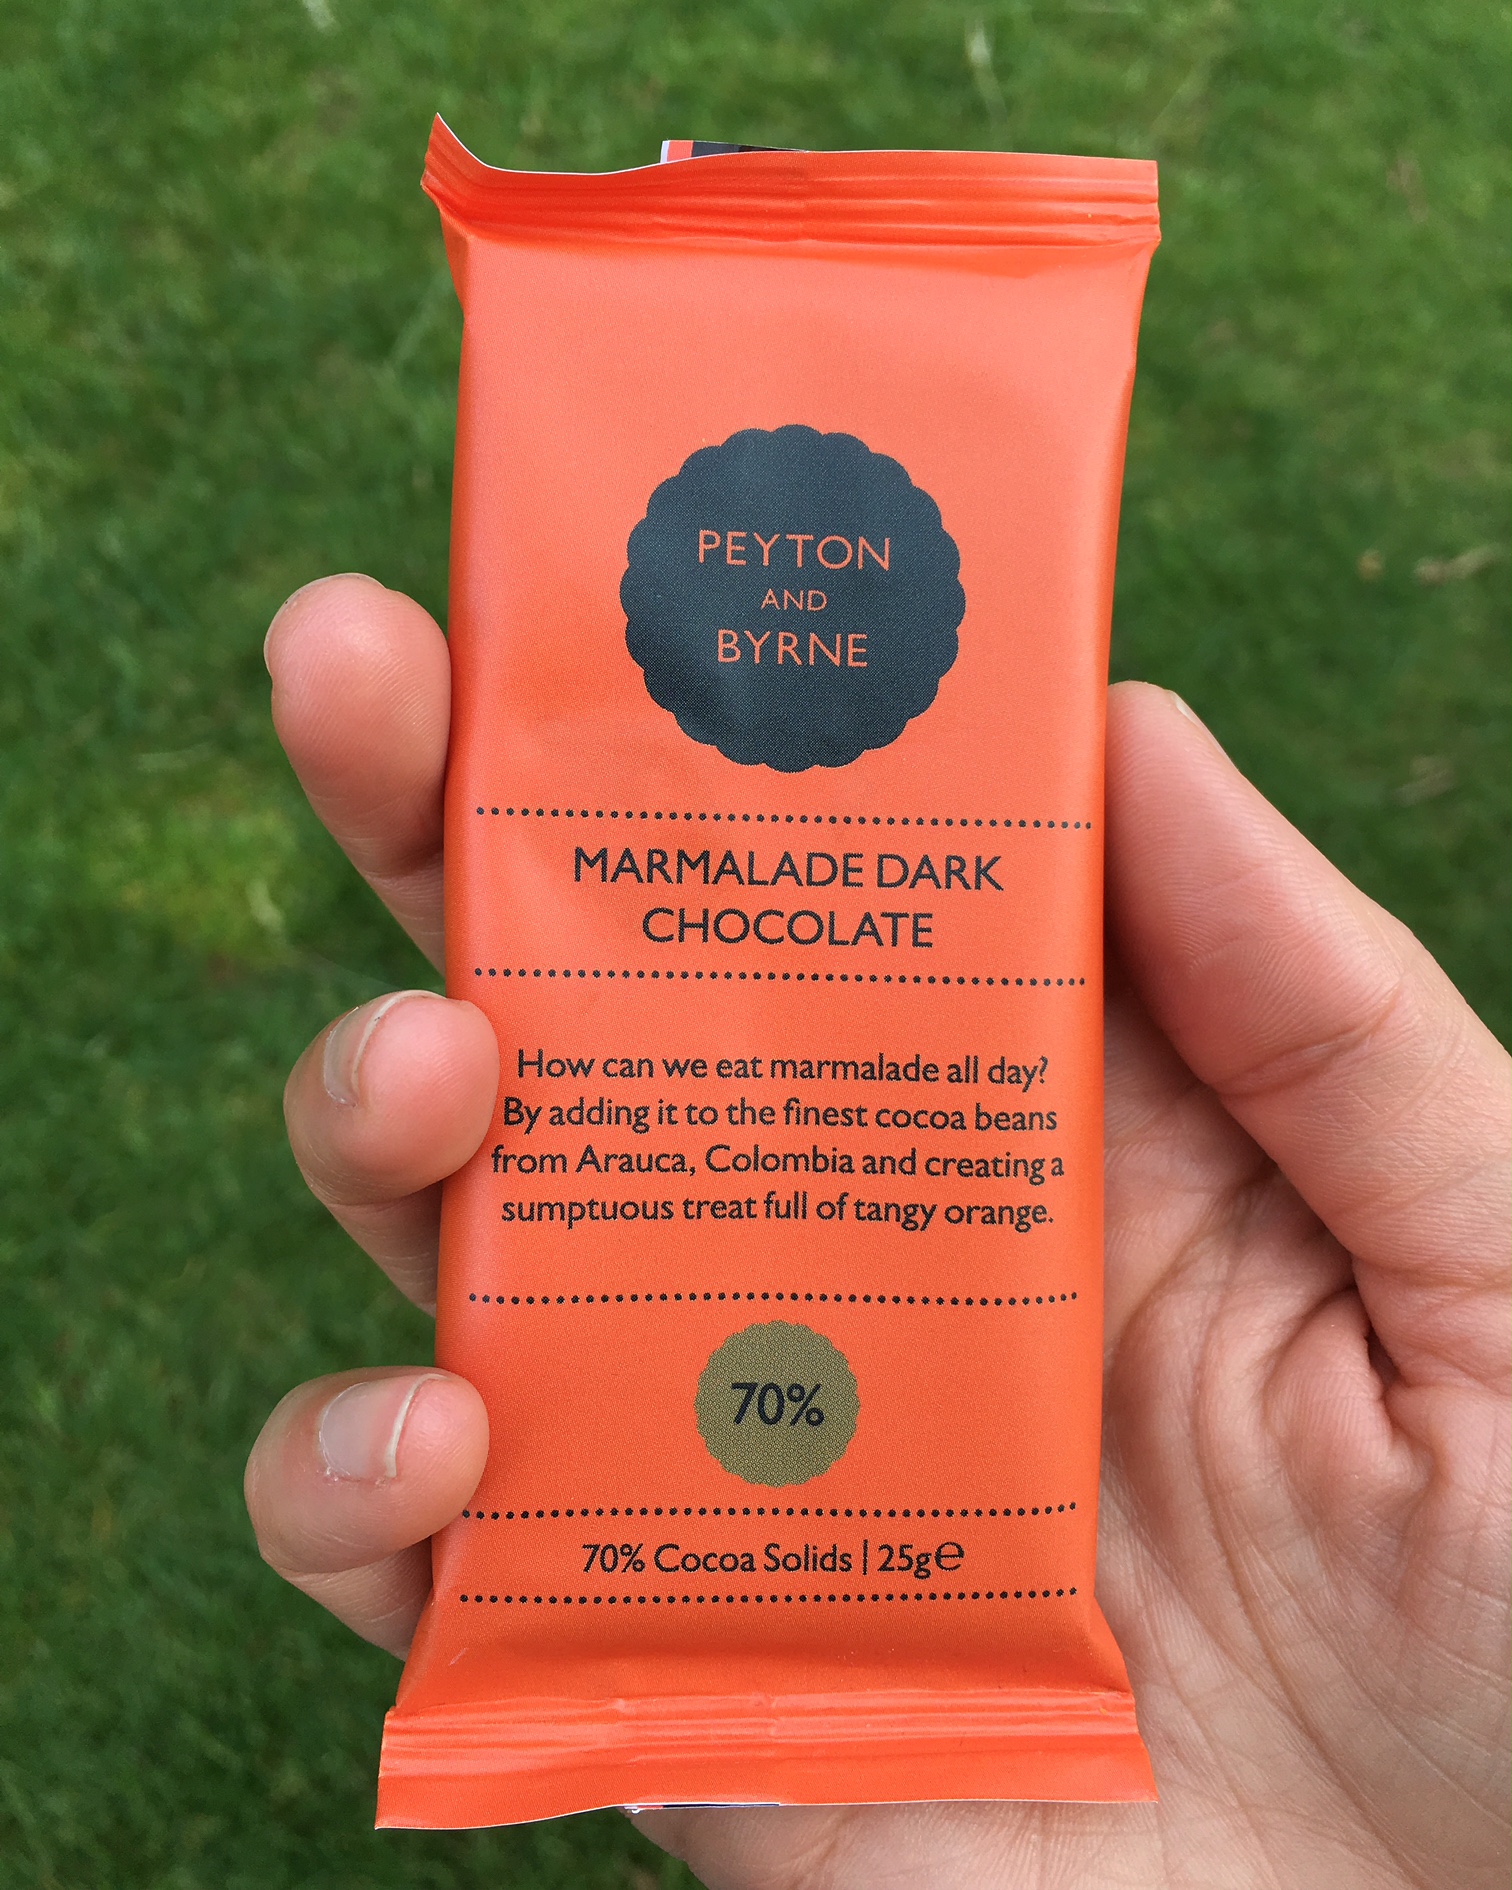 PEYTON
AND
BYRNE
MARMALADE DARK
CHOCOLATE
How can we eat marmalade all day?
By adding it to the finest cocoa beans
from Arauca, Colombia and creating a
sumptuous treat full of tangy orange.
70%
70% Cocoa Solids | 25g℮